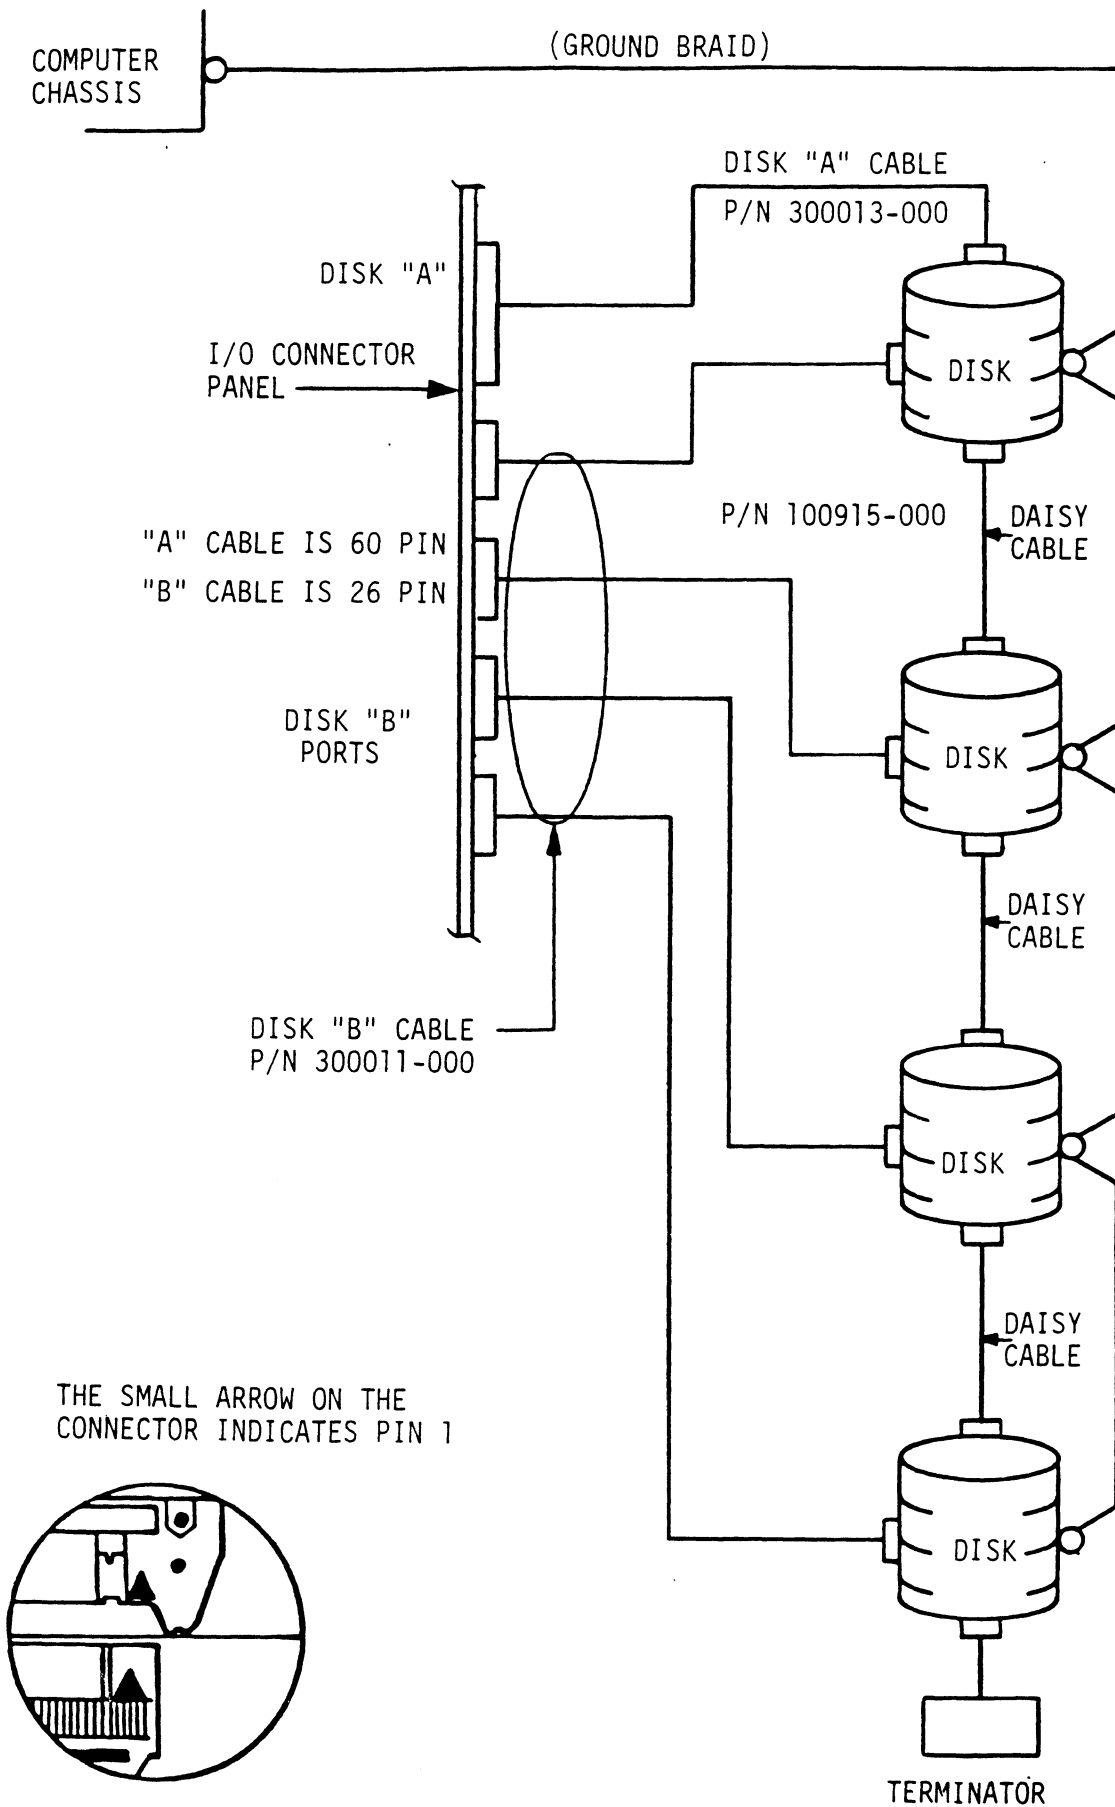 (GROUND BRAID)
COMPUTER
CHASSIS
DISK "A" CABLE
P/N 300013-000
DISK "A"
I/O CONNECTOR
PANEL
DISK
P/N 100915-000
DAISY
CABLE
"A" CABLE IS 60 PIN
"B" CABLE IS 26 PIN
DISK "B"
PORTS
DISK
DAISY
CABLE
DISK "B" CABLE
P/N 300011-000
DISK
DAISY
CABLE
THE SMALL ARROW ON THE
CONNECTOR INDICATES PIN 1
DISK
TERMINATOR